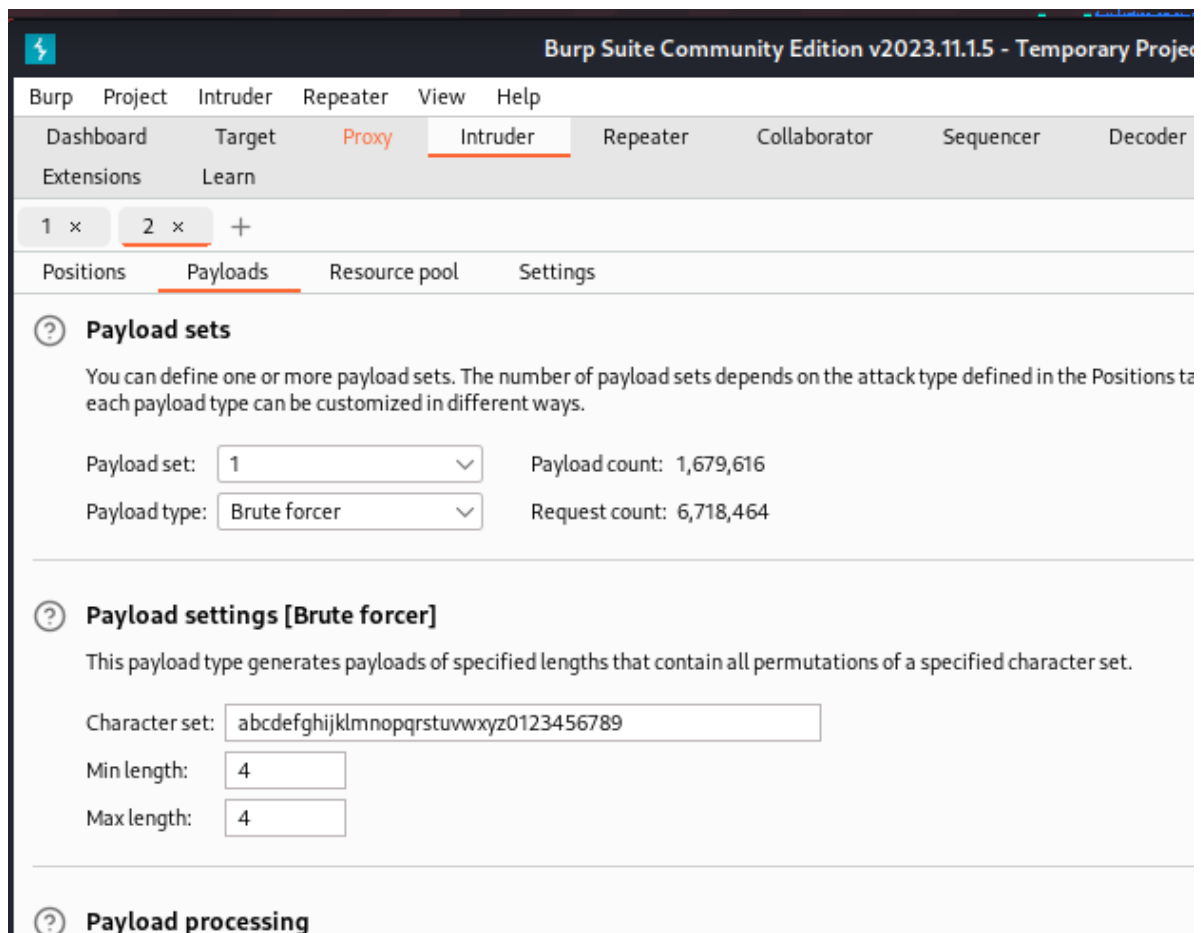 Burp Suite Community Edition v2023.11.1.5 - Temporary Projec
Burp Project Intruder Repeater View Help
Dashboard Target Proxy Intruder Repeater Collaborator Sequencer Decoder
Extensions Learn
1 × 2 × +
Positions Payloads Resource pool Settings
? Payload sets
You can define one or more payload sets. The number of payload sets depends on the attack type defined in the Positions ta
each payload type can be customized in different ways.
Payload set: 1 Payload count: 1,679,616
Payload type: Brute forcer Request count: 6,718,464
? Payload settings [Brute forcer]
This payload type generates payloads of specified lengths that contain all permutations of a specified character set.
Character set: abcdefghijklmnopqrstuvwxyz0123456789
Min length: 4
Max length: 4
? Payload processing